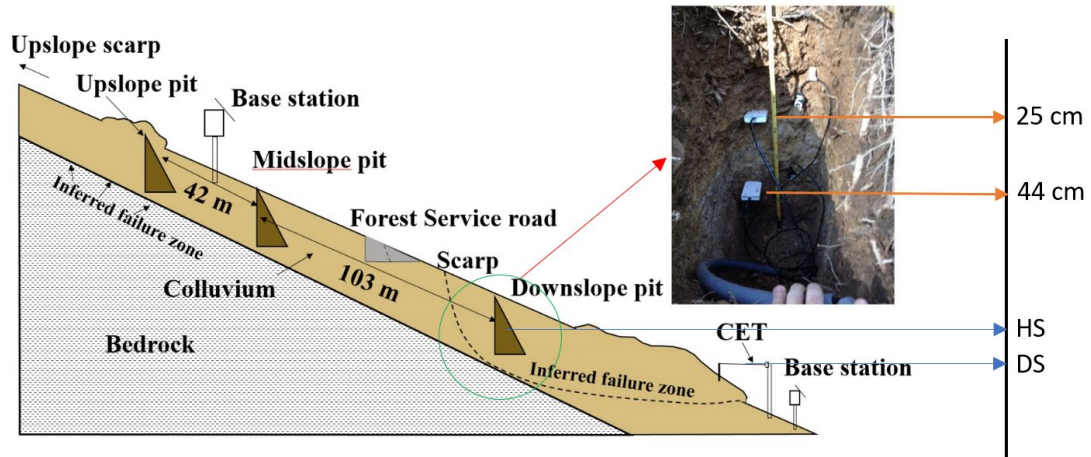 Upslope scarp
Upslope pit
Base station
Midslope pit
42 m
Inferred failure zone
Forest Service road
Scarp
103 m
Colluvium
Downslope pit
Bedrock
CET
Base station
Inferred failure zone
25 cm
44 cm
HS
DS